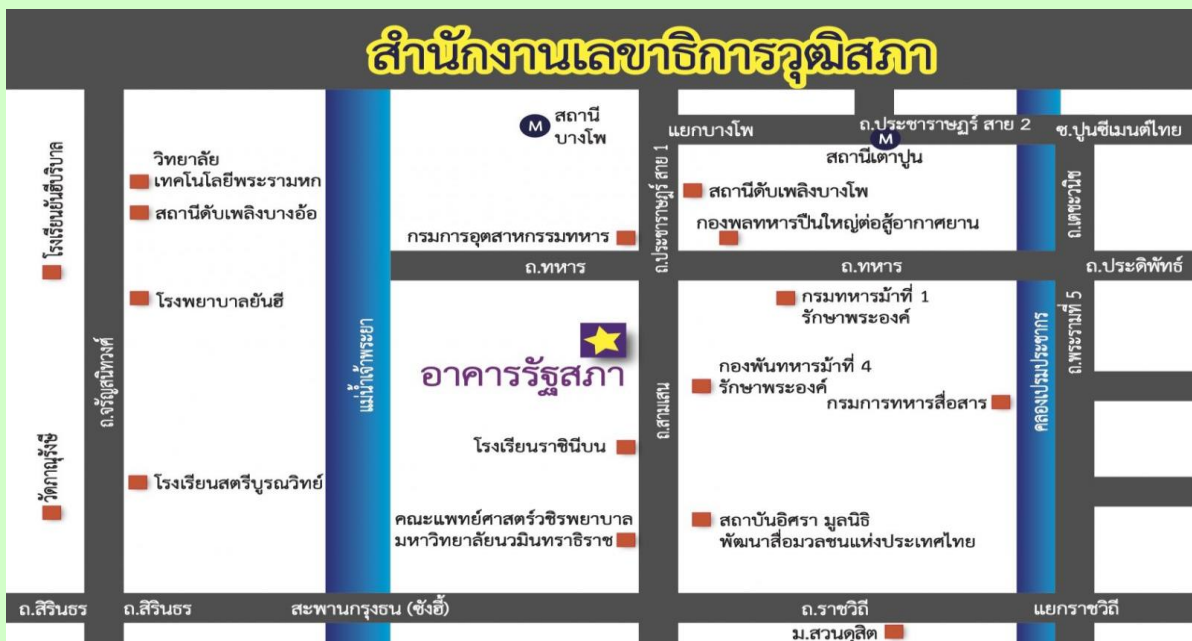 สำนักงานเลขาธิการวุฒิสภา
สถานี
บางโพ
M
แยกบางโพ
ถ.ประชาราษฎร์ สาย 2
ซ.ปูนซีเมนต์ไทย
M
สถานีเตาปูน
วิทยาลัย
เทคโนโลยีพระรามหก
สถานีดับเพลิงบางอ้อ
โรงเรียนยันฮีบริบาล
ถ.ประชาราษฎร์ สาย 1
สถานีดับเพลิงบางโพ
ถ.เตชะวนิช
กรมการอุตสาหกรรมทหาร
กองพลทหารปืนใหญ่ต่อสู้อากาศยาน
ถ.ทหาร
ถ.ทหาร
ถ.ประดิพัทธ์
โรงพยาบาลยันฮี
กรมทหารม้าที่ 1
รักษาพระองค์
ถ.พระรามที่ 5
ถ.จรัญสนิทวงศ์
แม่น้ำเจ้าพระยา
อาคารรัฐสภา
ถ.สามเสน
กองพันทหารม้าที่ 4
รักษาพระองค์
กรมการทหารสื่อสาร
คลองเปรมประชากร
โรงเรียนราชินีบน
วัดภาณุรังษี
โรงเรียนสตรีบูรณวิทย์
คณะแพทย์ศาสตร์วชิรพยาบาล
มหาวิทยาลัยนวมินทราธิราช
สถาบันอิศรา มูลนิธิ
พัฒนาสื่อมวลชนแห่งประเทศไทย
ถ.สิรินธร
ถ.สิรินธร
สะพานกรุงธน (ซังฮี้)
ถ.ราชวิถี
แยกราชวิถี
ม.สวนดุสิต